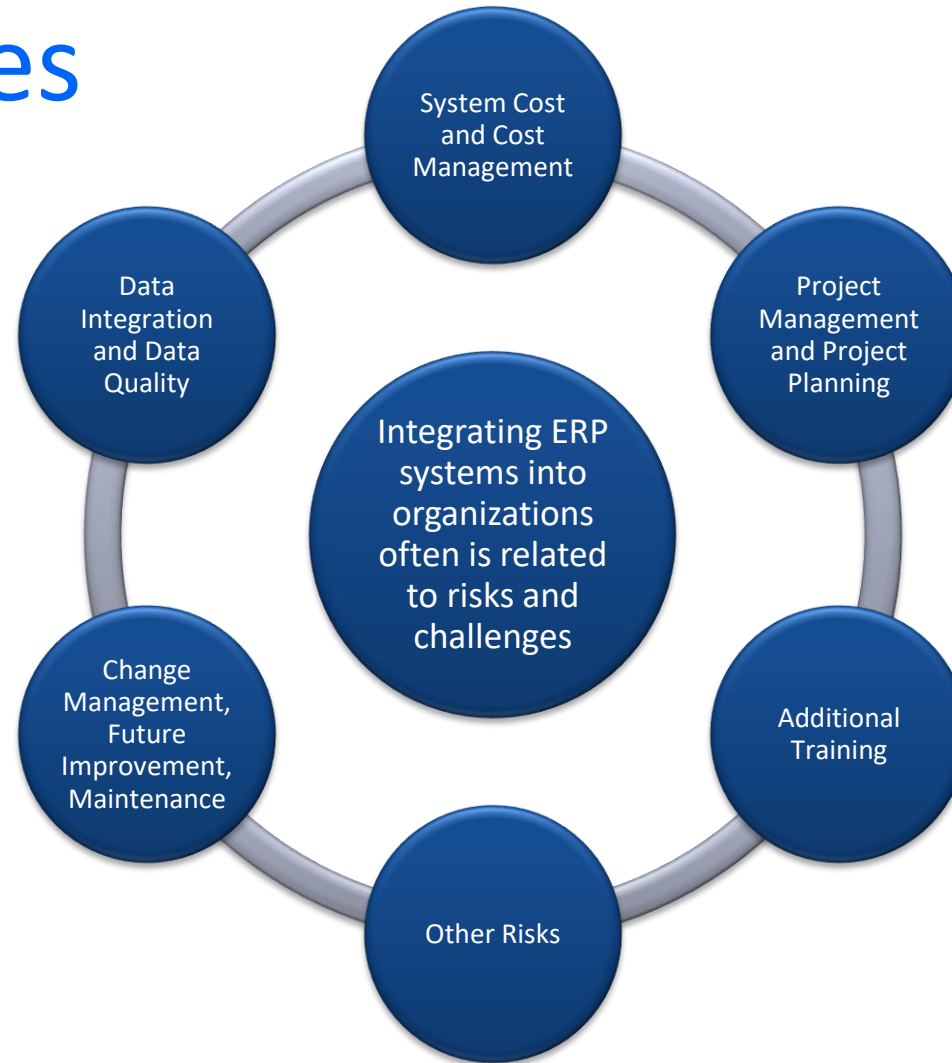 es
System Cost
and Cost
Management
Project
Management
and Project
Planning
Additional
Training
Other Risks
Change
Management,
Future
Improvement,
Maintenance
Data
Integration
and Data
Quality
Integrating ERP
systems into
organizations
often is related
to risks and
challenges